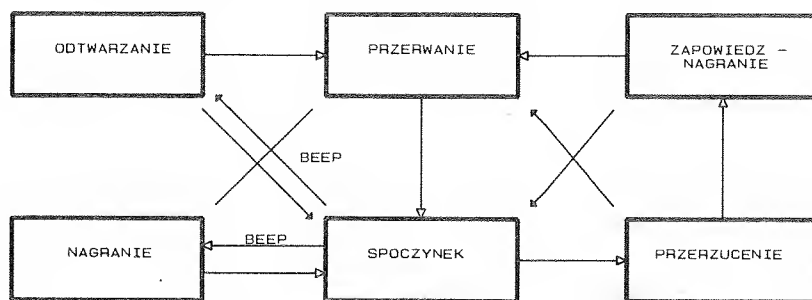 ODTWARZANIE
PRZERWANIE
ZAPOWIEDZ -
NAGRANIE
BEEP
NAGRANIE
BEEP
SPOCZYNEK
PRZERZUCENIE